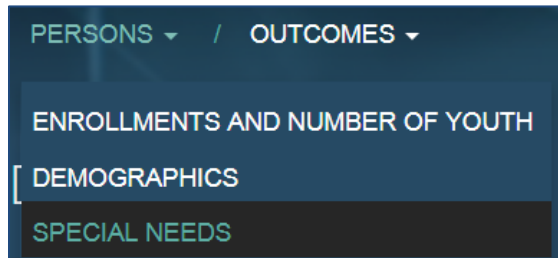 PERSONS / OUTCOMES
ENROLLMENTS AND NUMBER OF YOUTH
[ DEMOGRAPHICS
SPECIAL NEEDS